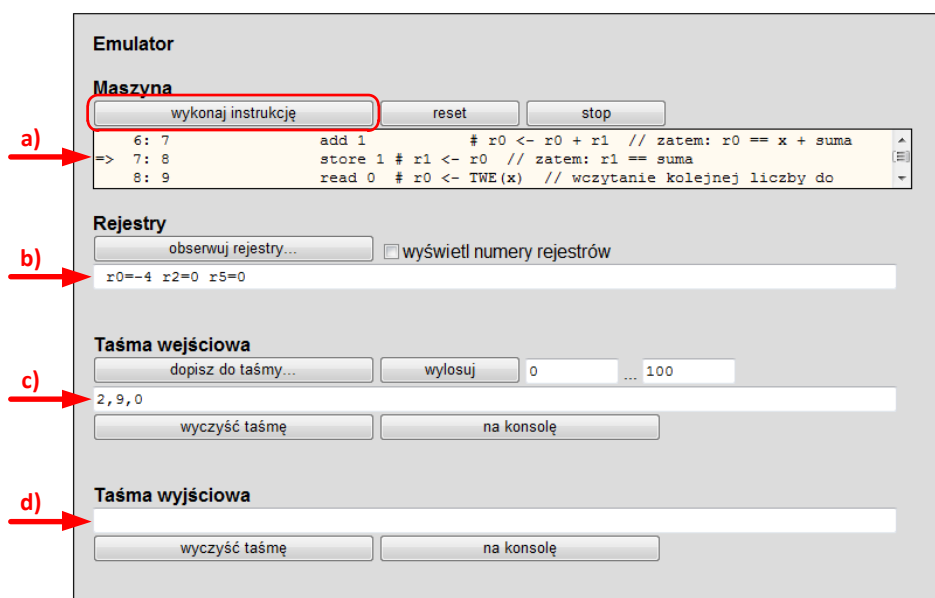 Emulator
Maszyna
wykonaj instrukcję reset stop
a) 6: 7 add 1 # r0 <- r0 + r1 // zatem: r0 == x + suma
=> 7: 8 store 1 # r1 <- r0 // zatem: r1 == suma
8: 9 read 0 # r0 <- TWE(x) // wczytanie kolejnej liczby do
Rejestry
obserwuj rejestry... wyświetl numery rejestrów
b) r0=-4 r2=0 r5=0
Taśma wejściowa
dopisz do taśmy... wylosuj 0 ... 100
c) 2,9,0
wyczyść taśmę na konsolę
Taśma wyjściowa
d)
wyczyść taśmę na konsolę